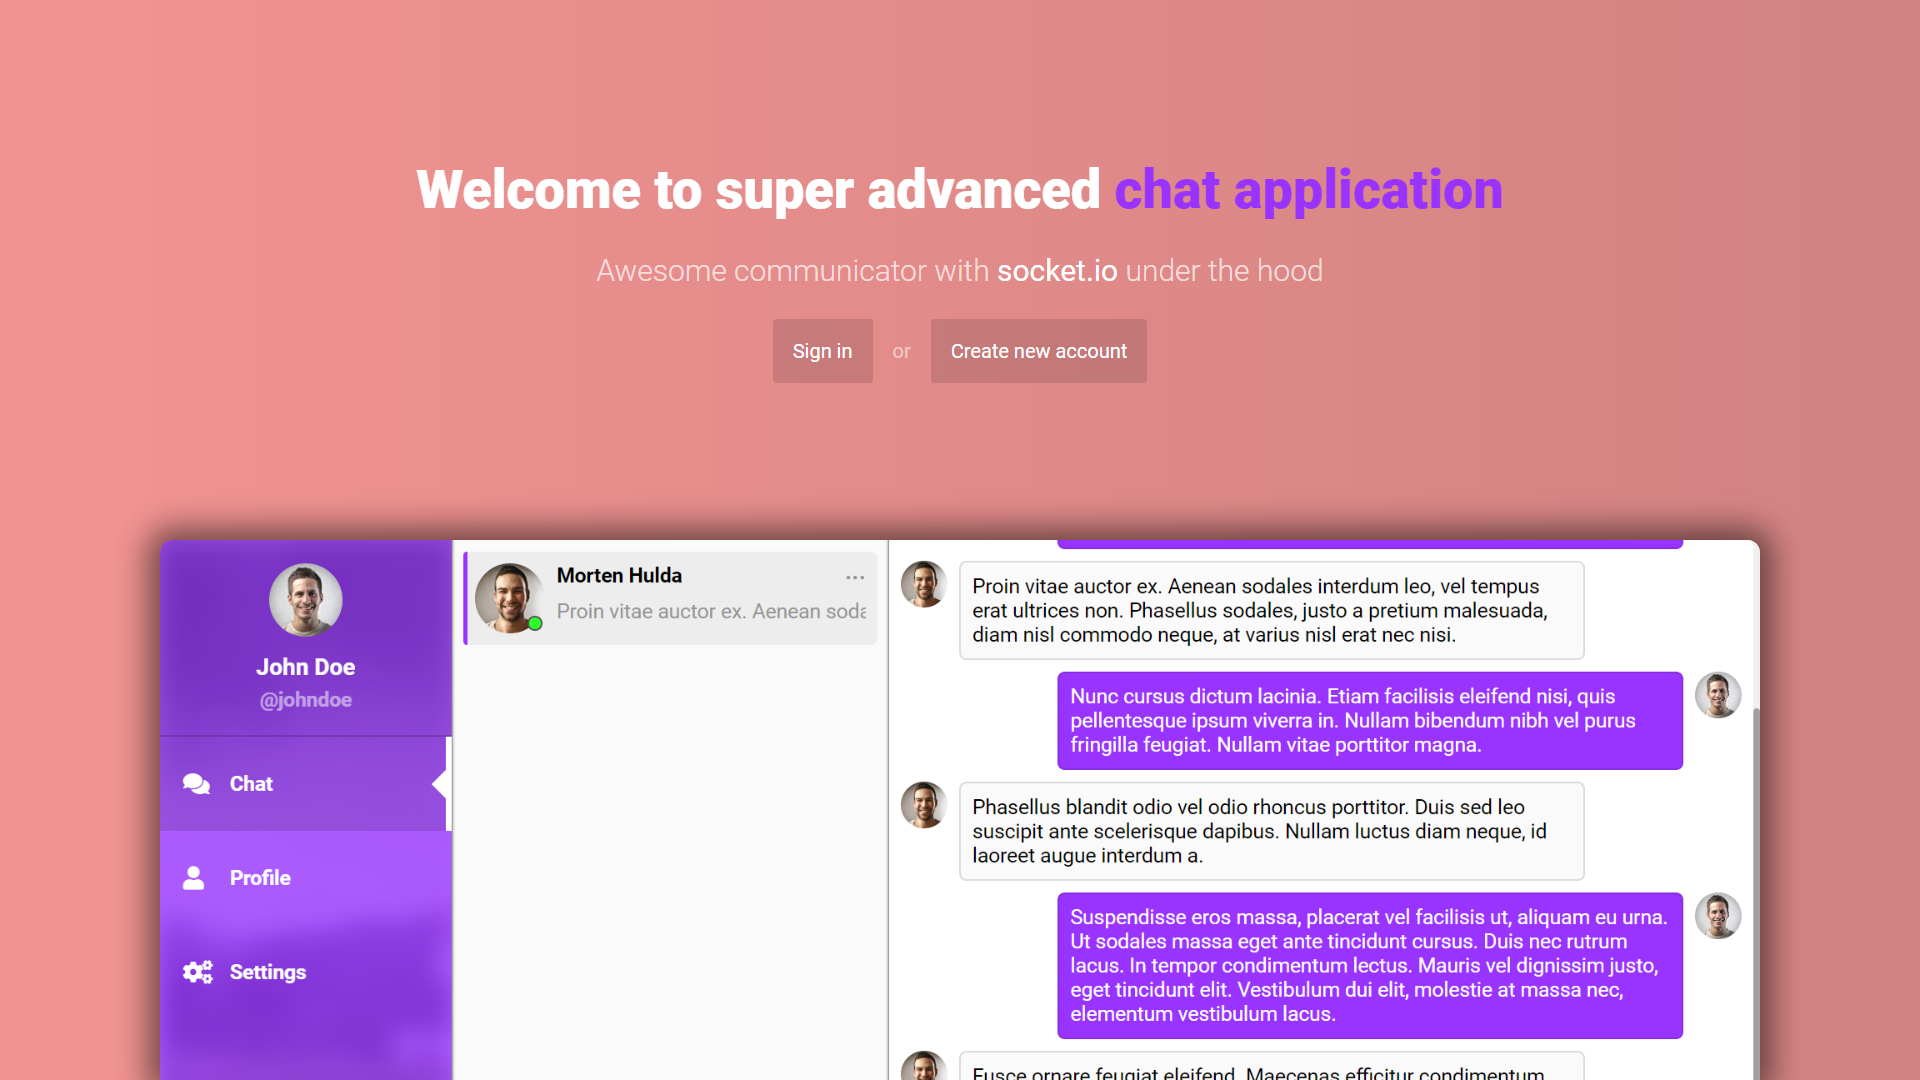 Welcome to super advanced chat application
Awesome communicator with socket.io under the hood
Sign in
or
Create new account
John Doe
@johndoe
Chat
Profile
Settings
Morten Hulda
Proin vitae auctor ex. Aenean soda
Proin vitae auctor ex. Aenean sodales interdum leo, vel tempus
erat ultrices non. Phasellus sodales, justo a pretium malesuada,
diam nisl commodo neque, at varius nisl erat nec nisi.
Nunc cursus dictum lacinia. Etiam facilisis eleifend nisi, quis
pellentesque ipsum viverra in. Nullam bibendum nibh vel purus
fringilla feugiat. Nullam vitae porttitor magna.
Phasellus blandit odio vel odio rhoncus porttitor. Duis sed leo
suscipit ante scelerisque dapibus. Nullam luctus diam neque, id
laoreet augue interdum a.
Suspendisse eros massa, placerat vel facilisis ut, aliquam eu urna.
Ut sodales massa eget ante tincidunt cursus. Duis nec rutrum
lacus. In tempor condimentum lectus. Mauris vel dignissim justo,
eget tincidunt elit. Vestibulum dui elit, molestie at massa nec,
elementum vestibulum lacus.
Fusce ornare feugiat eleifend. Maecenas efficitur condimentum